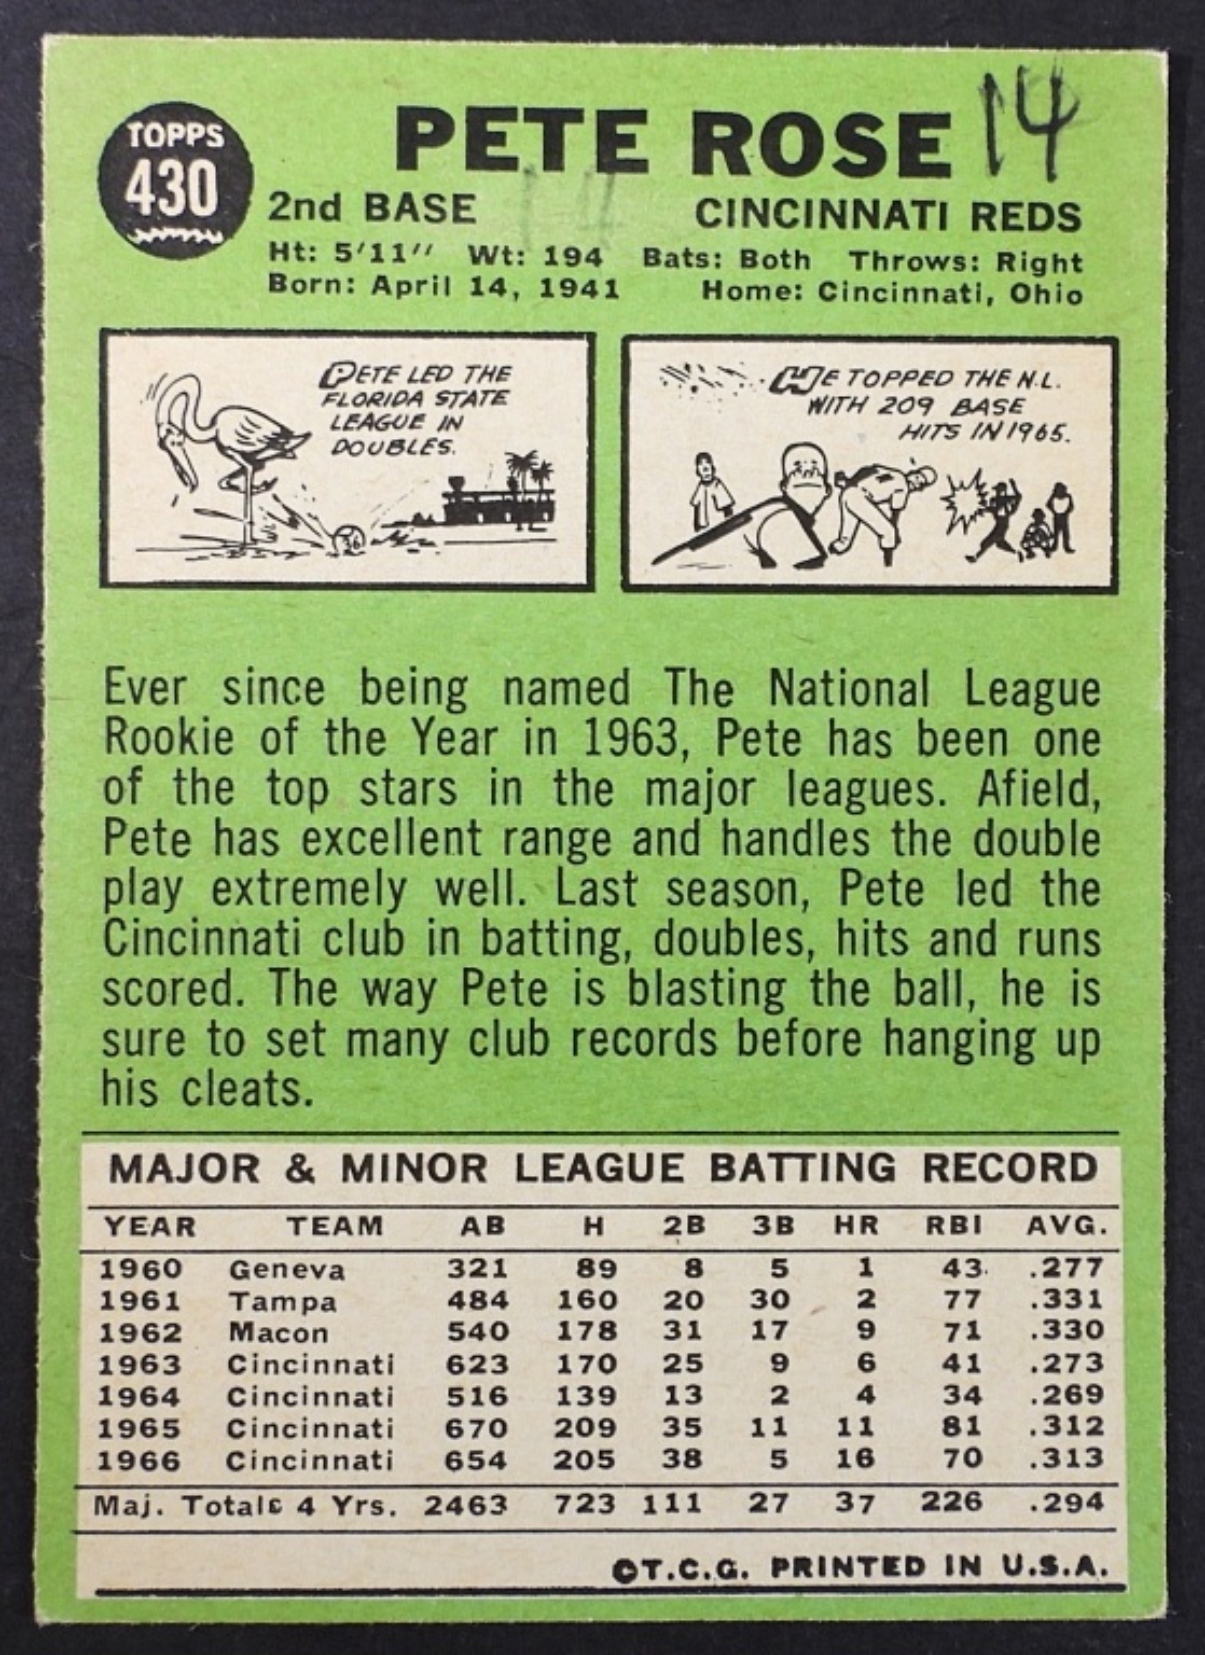 TOPPS
430
PETE ROSE 14
2nd BASE 14 CINCINNATI REDS
Ht: 5'11" Wt: 194 Bats: Both Throws: Right
Born: April 14, 1941 Home: Cincinnati, Ohio
PETE LED THE
FLORIDA STATE
LEAGUE IN
DOUBLES.
HE TOPPED THE N.L.
WITH 209 BASE
HITS IN 1965.
Ever since being named The National League
Rookie of the Year in 1963, Pete has been one
of the top stars in the major leagues. Afield,
Pete has excellent range and handles the double
play extremely well. Last season, Pete led the
Cincinnati club in batting, doubles, hits and runs
scored. The way Pete is blasting the ball, he is
sure to set many club records before hanging up
his cleats.
MAJOR & MINOR LEAGUE BATTING RECORD
YEAR TEAM AB H 2B 3B HR RBI AVG.
1960 Geneva 321 89 8 5 1 43 .277
1961 Tampa 484 160 20 30 2 77 .331
1962 Macon 540 178 31 17 9 71 .330
1963 Cincinnati 623 170 25 9 6 41 .273
1964 Cincinnati 516 139 13 2 4 34 .269
1965 Cincinnati 670 209 35 11 11 81 .312
1966 Cincinnati 654 205 38 5 16 70 .313
Maj. Totals 4 Yrs. 2463 723 111 27 37 226 .294
©T.C.G. PRINTED IN U.S.A.